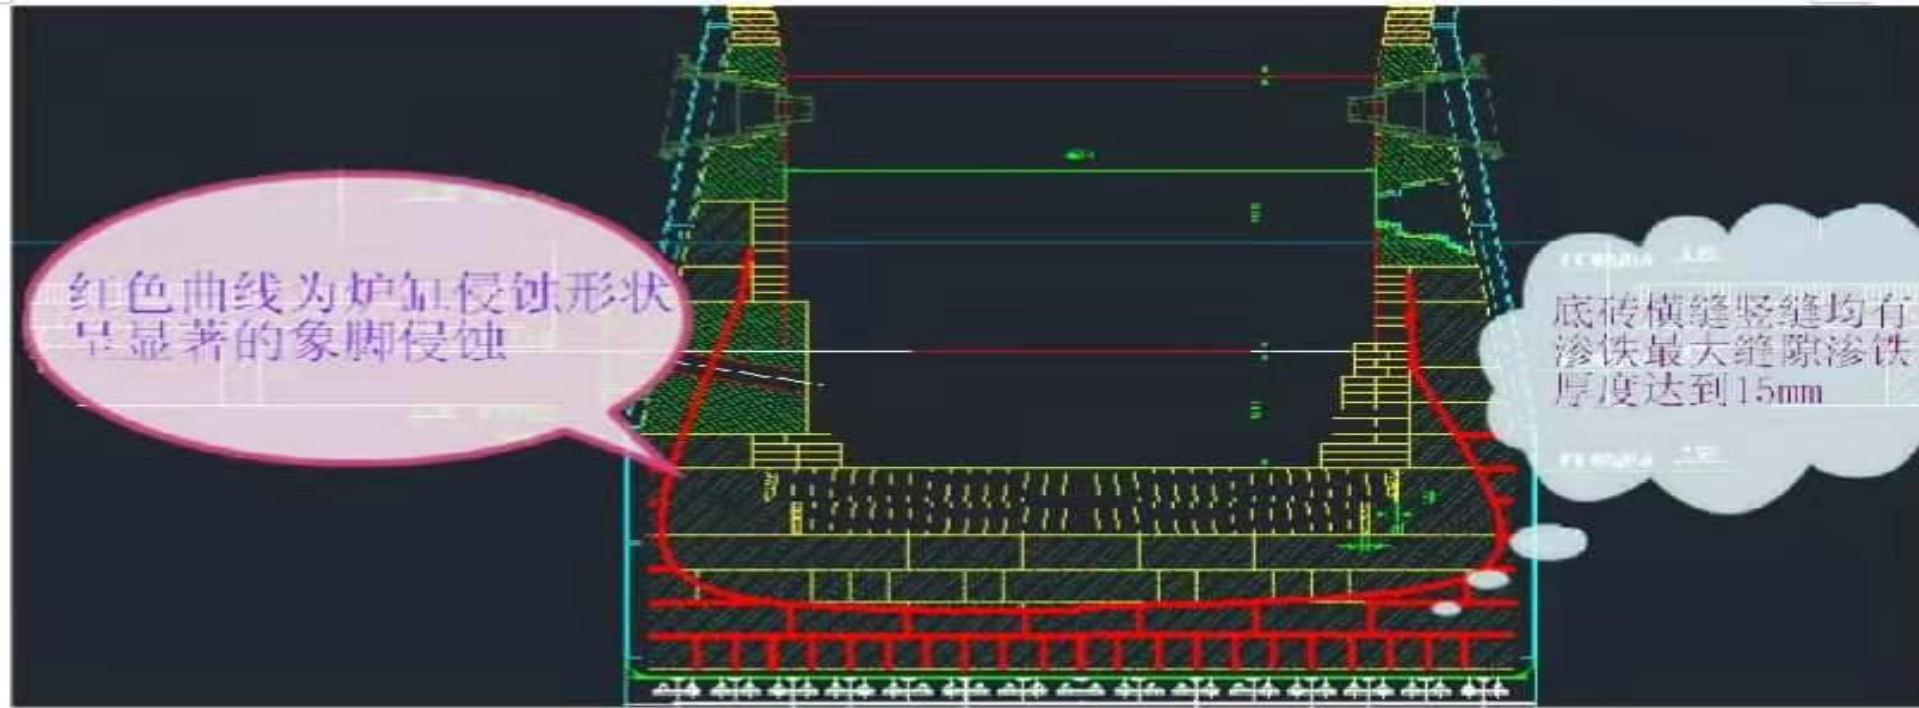 红色曲线为炉缸侵蚀形状
呈显著的象脚侵蚀
底砖横缝竖缝均有
渗铁最大缝隙渗铁
厚度达到15mm